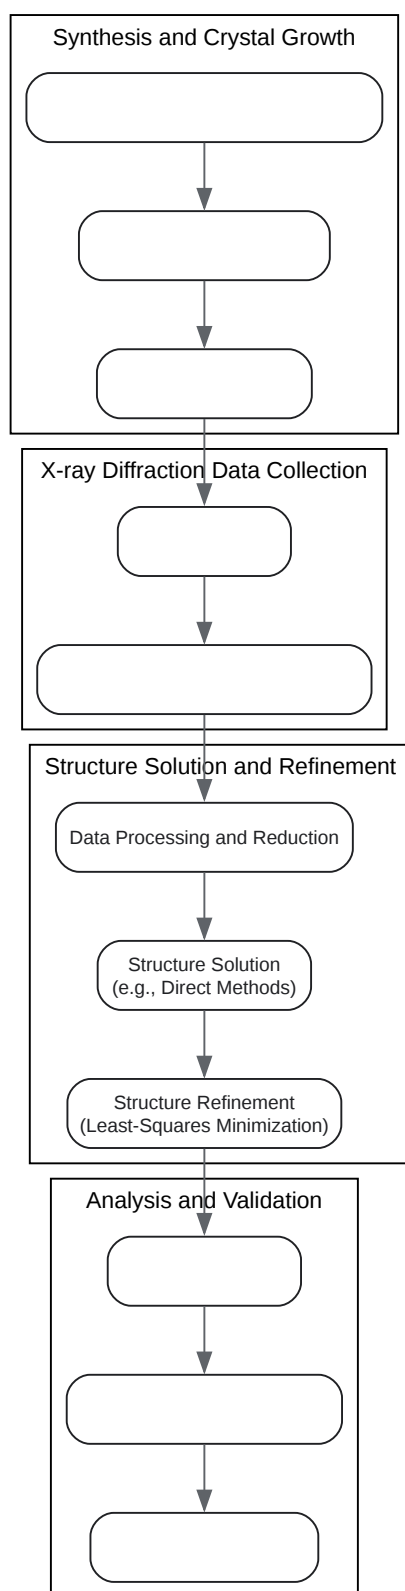 Synthesis and Crystal Growth
X-ray Diffraction Data Collection
Structure Solution and Refinement
Data Processing and Reduction
Structure Solution
(e.g., Direct Methods)
Structure Refinement
(Least-Squares Minimization)
Analysis and Validation